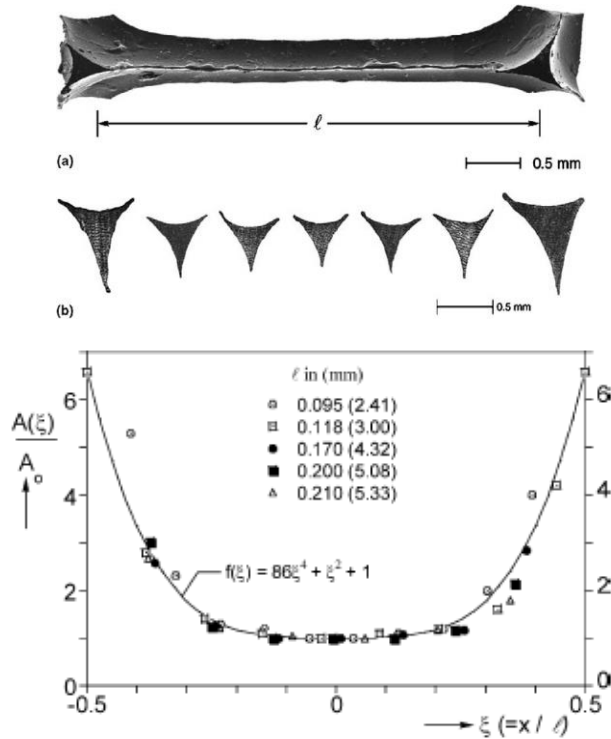 ℓ
(a)
0.5 mm
(b)
0.5 mm
ℓ in (mm)
0.095 (2.41)
0.118 (3.00)
0.170 (4.32)
0.200 (5.08)
0.210 (5.33)
A(ξ)
A₀
f(ξ) = 86ξ⁴ + ξ² + 1
6
4
2
0
6
4
2
0
-0.5
0
0.5
ξ (=x / ℓ)